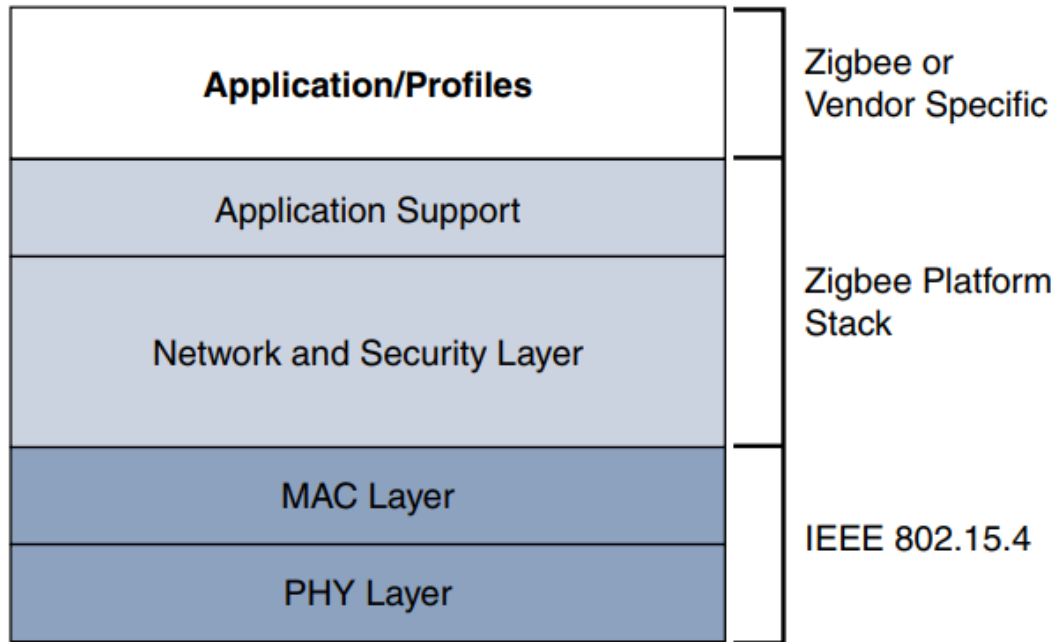 Application/Profiles
Zigbee or
Vendor Specific
Application Support
Network and Security Layer
Zigbee Platform
Stack
MAC Layer
PHY Layer
IEEE 802.15.4